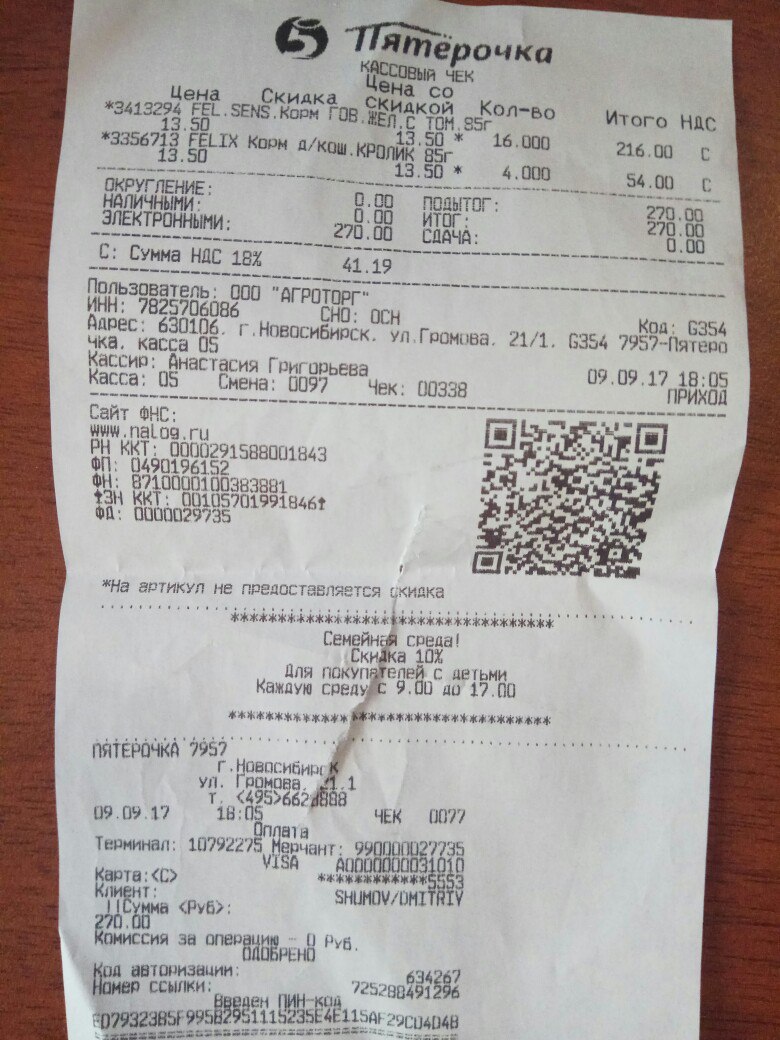 5 Пятёрочка
КАССОВЫЙ ЧЕК
Цена Скидка Цена со скидкой Кол-во Итого НДС
*3413294 FEL.SENS.Корм ГОВ.ЖЕЛ.С ТОМ.85г
13.50 13.50 * 16.000 216.00 С
*3356713 FELIX Корм д/кош.КРОЛИК 85г
13.50 13.50 * 4.000 54.00 С
ОКРУГЛЕНИЕ: 0.00 ПОДЫТОГ: 270.00
НАЛИЧНЫМИ: 0.00 ИТОГ: 270.00
ЭЛЕКТРОННЫМИ: 270.00 СДАЧА: 0.00
С: Сумма НДС 18% 41.19
Пользователь: ООО "АГРОТОРГ"
ИНН: 7825706086 СНО: ОСН Код: G354
Адрес: 630106, г.Новосибирск, ул.Громова, 21/1, G354 7957-Пятеро
чка, касса 05
Кассир: Анастасия Григорьева 09.09.17 18:05
Касса: 05 Смена: 0097 Чек: 00338 ПРИХОД
Сайт ФНС:
www.nalog.ru
РН ККТ: 0000291588001843
ФП: 0490196152
ФН: 8710000100383881
ЗН ККТ: 00105701991846
ФД: 0000029735
*На артикул не предоставляется скидка
**********************************
Семейная среда!
Скидка 10%
Для покупателей с детьми
Каждую среду с 9.00 до 17.00
**********************************
ПЯТЕРОЧКА 7957
г.Новосибирск
ул. Громова, 21.1
т. <495>662 888
09.09.17 18:05 ЧЕК 0077
Оплата
Терминал: 10792275 Мерчант: 990000027735
VISA A0000000031010
Карта:<С> ************5553
Клиент: SHUMOV/DMITRIY
Сумма <Руб>:
270.00
Комиссия за операцию - 0 Руб.
ОДОБРЕНО
Код авторизации: 634267
Номер ссылки: 725288491296
Введен ПИН-код
ED79323B5F995B2951115235E4E115AF29CD4D4B